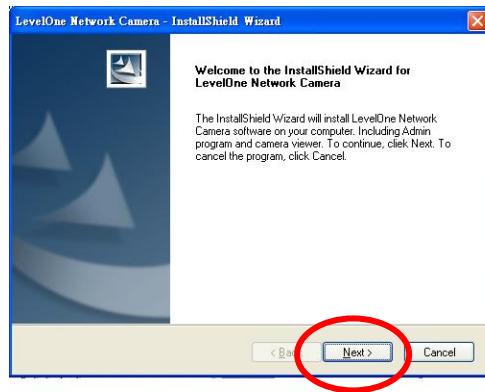 LevelOne Network Camera - InstallShield Wizard
Welcome to the InstallShield Wizard for
LevelOne Network Camera
The InstallShield Wizard will install LevelOne Network
Camera software on your computer. Including Admin
program and camera viewer. To continue, cliek Next. To
cancel the program, click Cancel.
Next >
Cancel